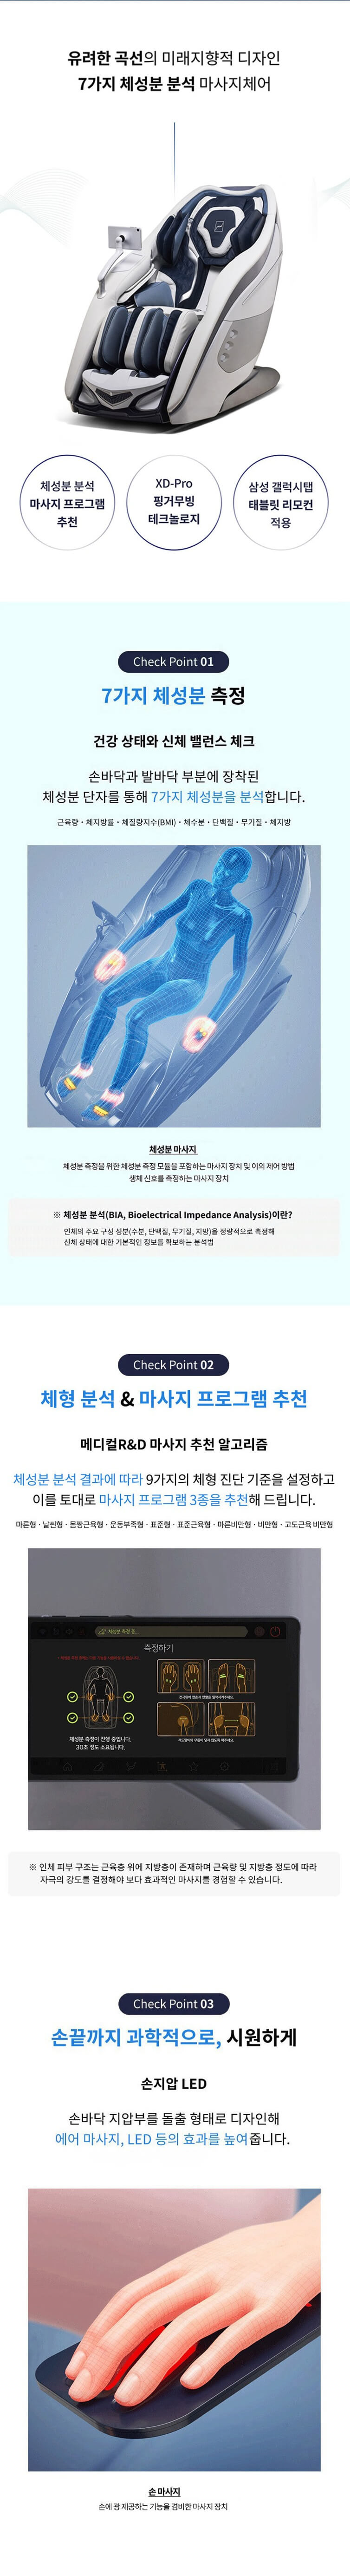 유려한 곡선의 미래지향적 디자인
7가지 체성분 분석 마사지체어
체성분 분석
마사지 프로그램
추천
XD-Pro
핑거무빙
테크놀로지
삼성 갤럭시탭
태블릿 리모컨
적용
Check Point 01
7가지 체성분 측정
건강 상태와 신체 밸런스 체크
손바닥과 발바닥 부분에 장착된
체성분 단자를 통해 7가지 체성분을 분석합니다.
근육량・체지방률・체질량지수(BMI)・체수분・단백질・무기질・체지방
체성분 마사지
체성분 측정을 위한 체성분 측정 모듈을 포함하는 마사지 장치 및 이의 제어 방법
생체 신호를 측정하는 마사지 장치
※ 체성분 분석(BIA, Bioelectrical Impedance Analysis)이란?
인체의 주요 구성 성분(수분, 단백질, 무기질, 지방)을 정량적으로 측정해
신체 상태에 대한 기본적인 정보를 확보하는 분석법
Check Point 02
체형 분석 & 마사지 프로그램 추천
메디컬R&D 마사지 추천 알고리즘
체성분 분석 결과에 따라 9가지의 체형 진단 기준을 설정하고
이를 토대로 마사지 프로그램 3종을 추천해 드립니다.
마른형・날씬형・몸짱근육형・운동부족형・표준형・표준근육형・마른비만형・비만형・고도근육 비만형
체성분 측정 중...
측정하기
체성분 측정이 진행 중입니다.
30초 정도 소요됩니다.
※ 인체 피부 구조는 근육층 위에 지방층이 존재하며 근육량 및 지방층 정도에 따라
자극의 강도를 결정해야 보다 효과적인 마사지를 경험할 수 있습니다.
Check Point 03
손끝까지 과학적으로, 시원하게
손지압 LED
손바닥 지압부를 돌출 형태로 디자인해
에어 마사지, LED 등의 효과를 높여줍니다.
손 마사지
손에 광 제공하는 기능을 겸비한 마사지 장치